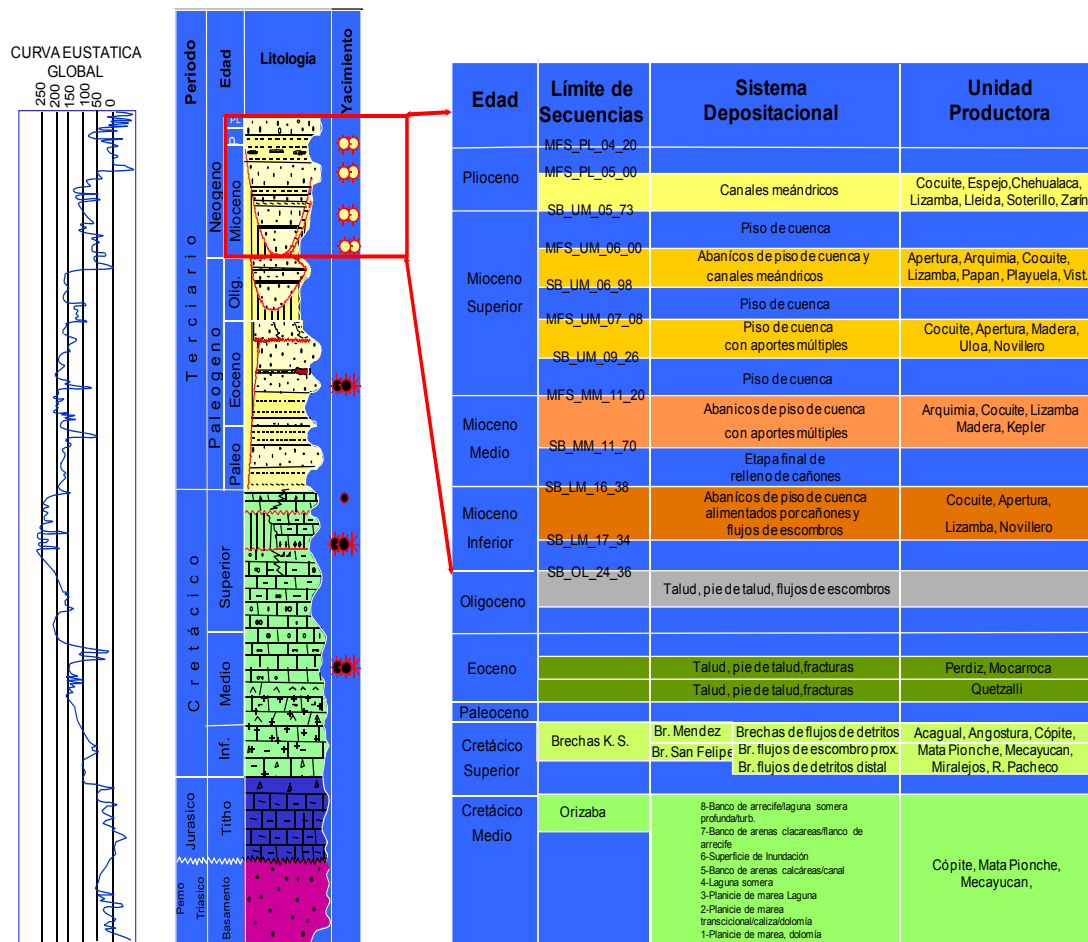 CURVA EUSTATICA
GLOBAL
250
200
150
100
50
0
Periodo
Edad
Litología
Yacimiento
Terciario
Neogeno
Paleogeno
PL
P
Mioceno
Olig.
Eoceno
Paleo
Cretácico
Superior
Medio
Inf.
Jurasico
Titho
Pemo
Triasico
Basamento
Edad
Límite de
Secuencias
Sistema
Depositacional
Unidad
Productora
MFS_PL_04_20
Plioceno
MFS_PL_05_00
Canales meándricos
Cocuite, Espejo,Chehualaca,
Lizamba, Lleida, Soterillo, Zarín
SB_UM_05_73
Piso de cuenca
Mioceno
Superior
MFS_UM_06_00
Abanícos de piso de cuenca y
canales meándricos
Apertura, Arquimia, Cocuite,
Lizamba, Papan, Playuela, Vist.
SB_UM_06_98
Piso de cuenca
MFS_UM_07_08
Piso de cuenca
con aportes múltiples
Cocuite, Apertura, Madera,
Uloa, Novillero
SB_UM_09_26
Piso de cuenca
MFS_MM_11_20
Mioceno
Medio
Abanicos de piso de cuenca
con aportes múltiples
Arquimia, Cocuite, Lizamba
Madera, Kepler
SB_MM_11_70
Etapa final de
relleno de cañones
SB_LM_16_38
Mioceno
Inferior
Abanícos de piso de cuenca
alimentados por cañones y
flujos de escombros
Cocuite, Apertura,
Lizamba, Novillero
SB_LM_17_34
SB_OL_24_36
Oligoceno
Talud, pie de talud, flujos de escombros
Eoceno
Talud, pie de talud,fracturas
Perdiz, Mocarroca
Talud, pie de talud,fracturas
Quetzalli
Paleoceno
Cretácico
Superior
Brechas K. S.
Br. Mendez
Brechas de flujos de detritos
Br. San Felipe
Br. flujos de escombro prox.
Br. flujos de detritos distal
Acagual, Angostura, Cópite,
Mata Pionche, Mecayucan,
Miralejos, R. Pacheco
Cretácico
Medio
Orizaba
8-Banco de arrecife/laguna somera
profunda/turb.
7-Banco de arenas clacareas/flanco de
arrecife
6-Superficie de Inundación
5-Banco de arenas calcáreas/canal
4-Laguna somera
3-Planicie de marea Laguna
2-Planicie de marea
transcicional/caliza/dolomía
1-Planicie de marea, dolomía
Cópite, Mata Pionche,
Mecayucan,